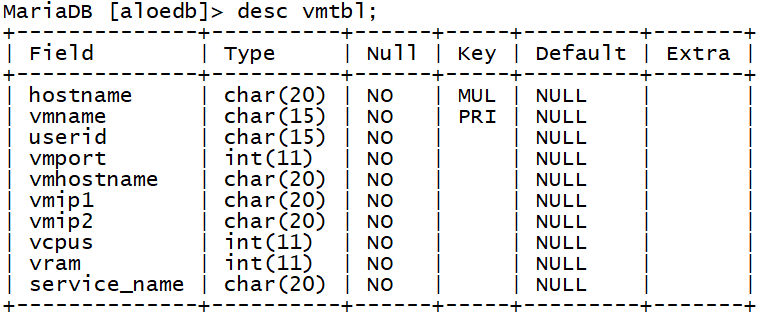 MariaDB [aloedb]> desc vmtbl;
+--------------+----------+------+-----+---------+-------+
| Field        | Type     | Null | Key | Default | Extra |
+--------------+----------+------+-----+---------+-------+
| hostname     | char(20) | NO   | MUL | NULL    |       |
| vmname       | char(15) | NO   | PRI | NULL    |       |
| userid       | char(15) | NO   |     | NULL    |       |
| vmport       | int(11)  | NO   |     | NULL    |       |
| vmhostname   | char(20) | NO   |     | NULL    |       |
| vmip1        | char(20) | NO   |     | NULL    |       |
| vmip2        | char(20) | NO   |     | NULL    |       |
| vcpus        | int(11)  | NO   |     | NULL    |       |
| vram         | int(11)  | NO   |     | NULL    |       |
| service_name | char(20) | NO   |     | NULL    |       |
+--------------+----------+------+-----+---------+-------+